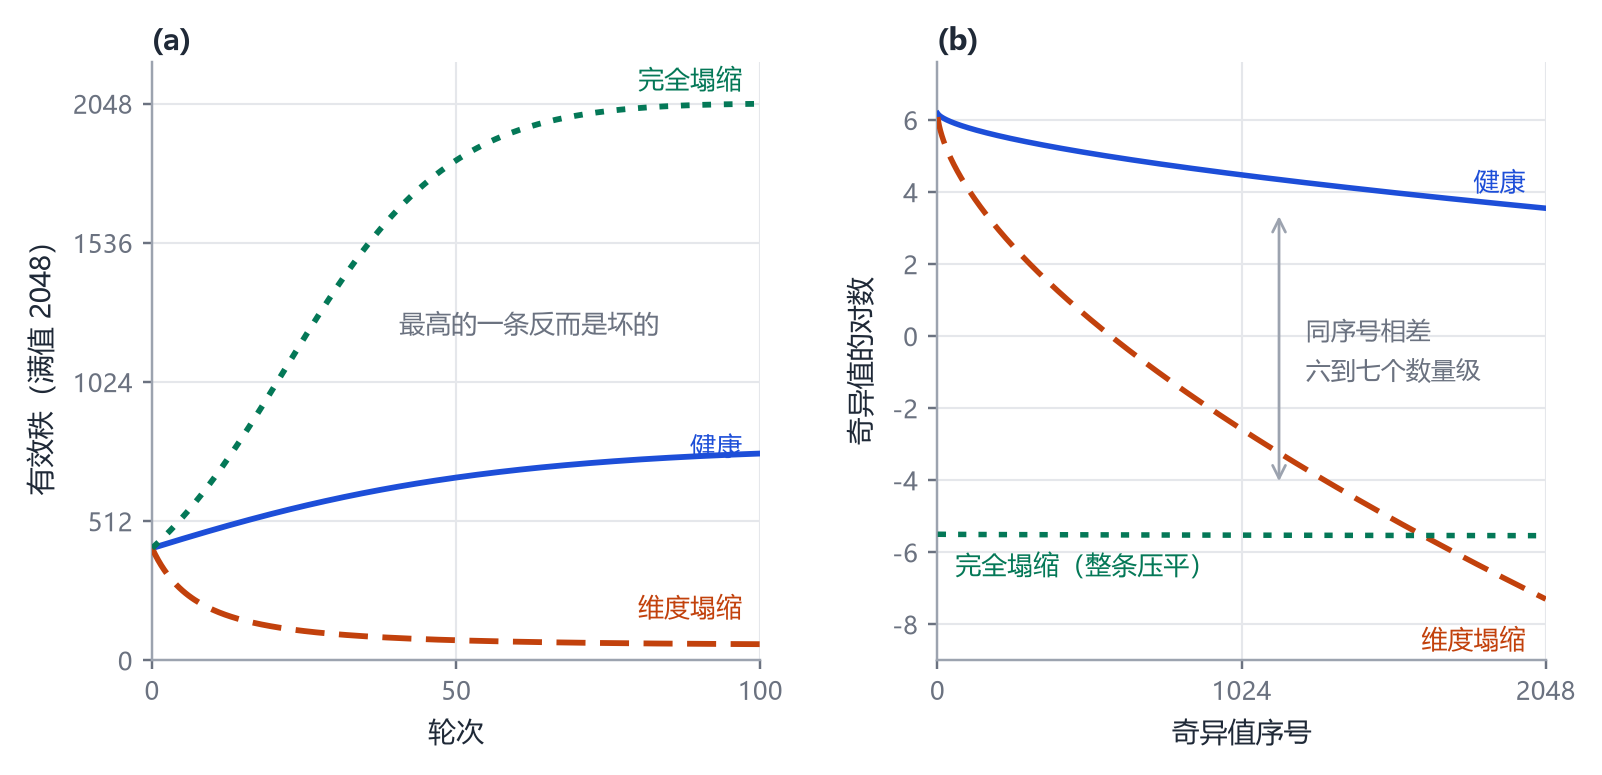 (a)
完全塌缩
最高的一条反而是坏的
健康
维度塌缩
2048
1536
1024
512
0
有效秩（满值 2048）
0
50
100
轮次
(b)
健康
同序号相差
六到七个数量级
完全塌缩（整条压平）
维度塌缩
6
4
2
0
-2
-4
-6
-8
奇异值的对数
0
1024
2048
奇异值序号